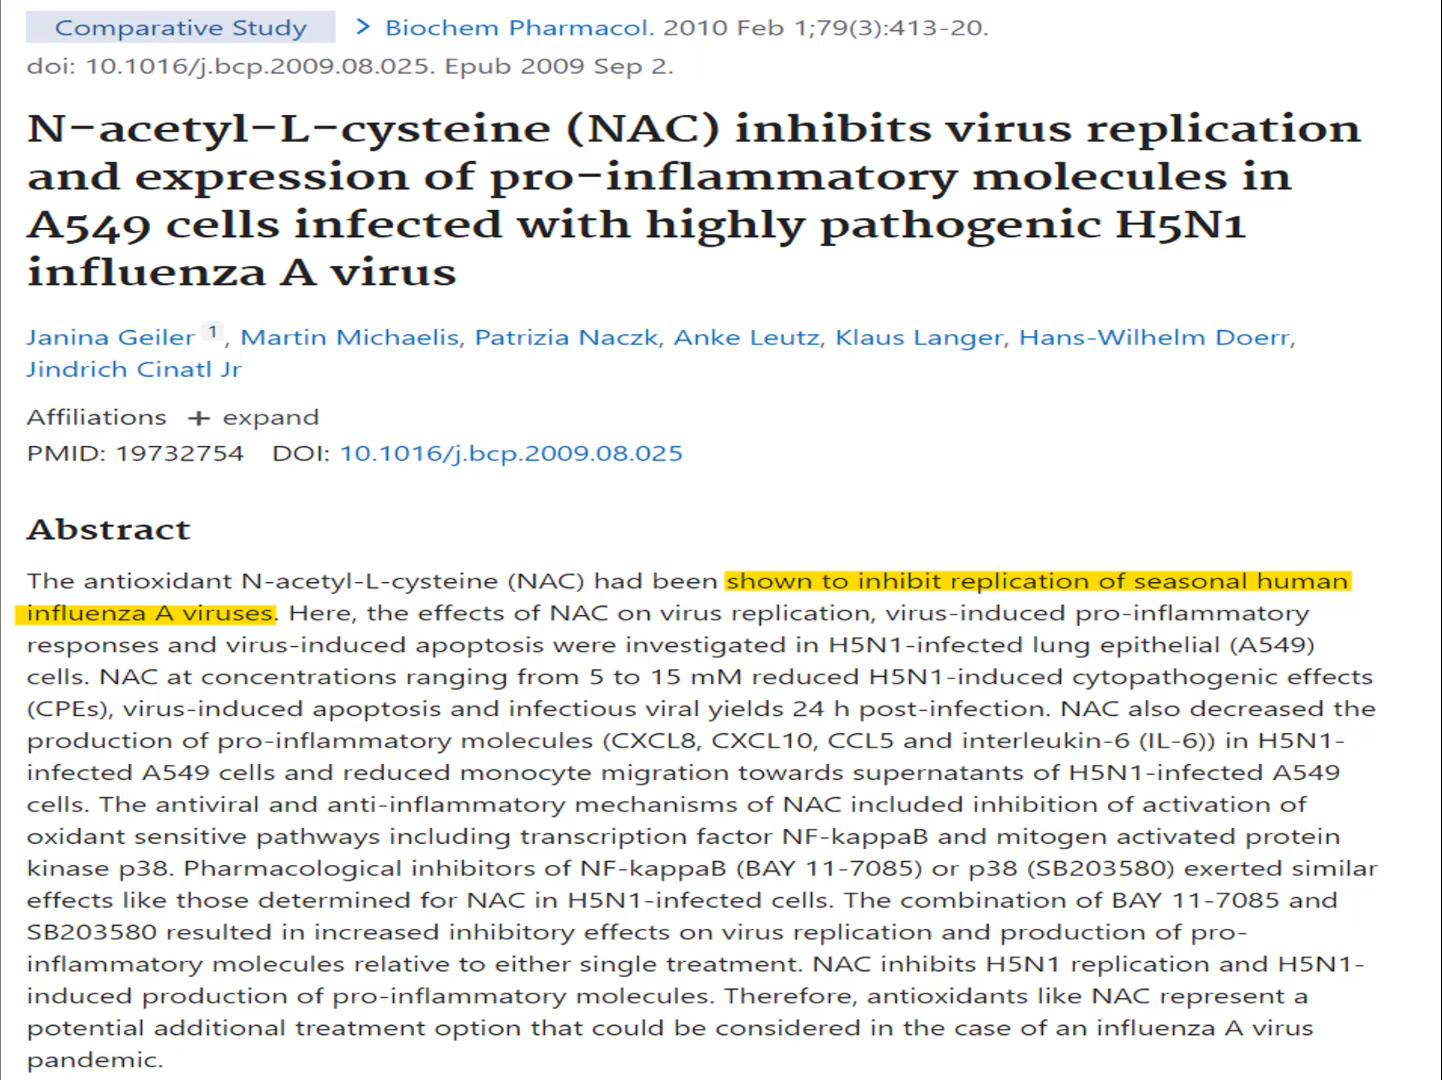 Comparative Study > Biochem Pharmacol. 2010 Feb 1;79(3):413-20.
doi: 10.1016/j.bcp.2009.08.025. Epub 2009 Sep 2.
N-acetyl-L-cysteine (NAC) inhibits virus replication
and expression of pro-inflammatory molecules in
A549 cells infected with highly pathogenic H5N1
influenza A virus
Janina Geiler 1, Martin Michaelis, Patrizia Naczk, Anke Leutz, Klaus Langer, Hans-Wilhelm Doerr,
Jindrich Cinatl Jr
Affiliations + expand
PMID: 19732754 DOI: 10.1016/j.bcp.2009.08.025
Abstract
The antioxidant N-acetyl-L-cysteine (NAC) had been shown to inhibit replication of seasonal human
influenza A viruses. Here, the effects of NAC on virus replication, virus-induced pro-inflammatory
responses and virus-induced apoptosis were investigated in H5N1-infected lung epithelial (A549)
cells. NAC at concentrations ranging from 5 to 15 mM reduced H5N1-induced cytopathogenic effects
(CPEs), virus-induced apoptosis and infectious viral yields 24 h post-infection. NAC also decreased the
production of pro-inflammatory molecules (CXCL8, CXCL10, CCL5 and interleukin-6 (IL-6)) in H5N1-
infected A549 cells and reduced monocyte migration towards supernatants of H5N1-infected A549
cells. The antiviral and anti-inflammatory mechanisms of NAC included inhibition of activation of
oxidant sensitive pathways including transcription factor NF-kappaB and mitogen activated protein
kinase p38. Pharmacological inhibitors of NF-kappaB (BAY 11-7085) or p38 (SB203580) exerted similar
effects like those determined for NAC in H5N1-infected cells. The combination of BAY 11-7085 and
SB203580 resulted in increased inhibitory effects on virus replication and production of pro-
inflammatory molecules relative to either single treatment. NAC inhibits H5N1 replication and H5N1-
induced production of pro-inflammatory molecules. Therefore, antioxidants like NAC represent a
potential additional treatment option that could be considered in the case of an influenza A virus
pandemic.